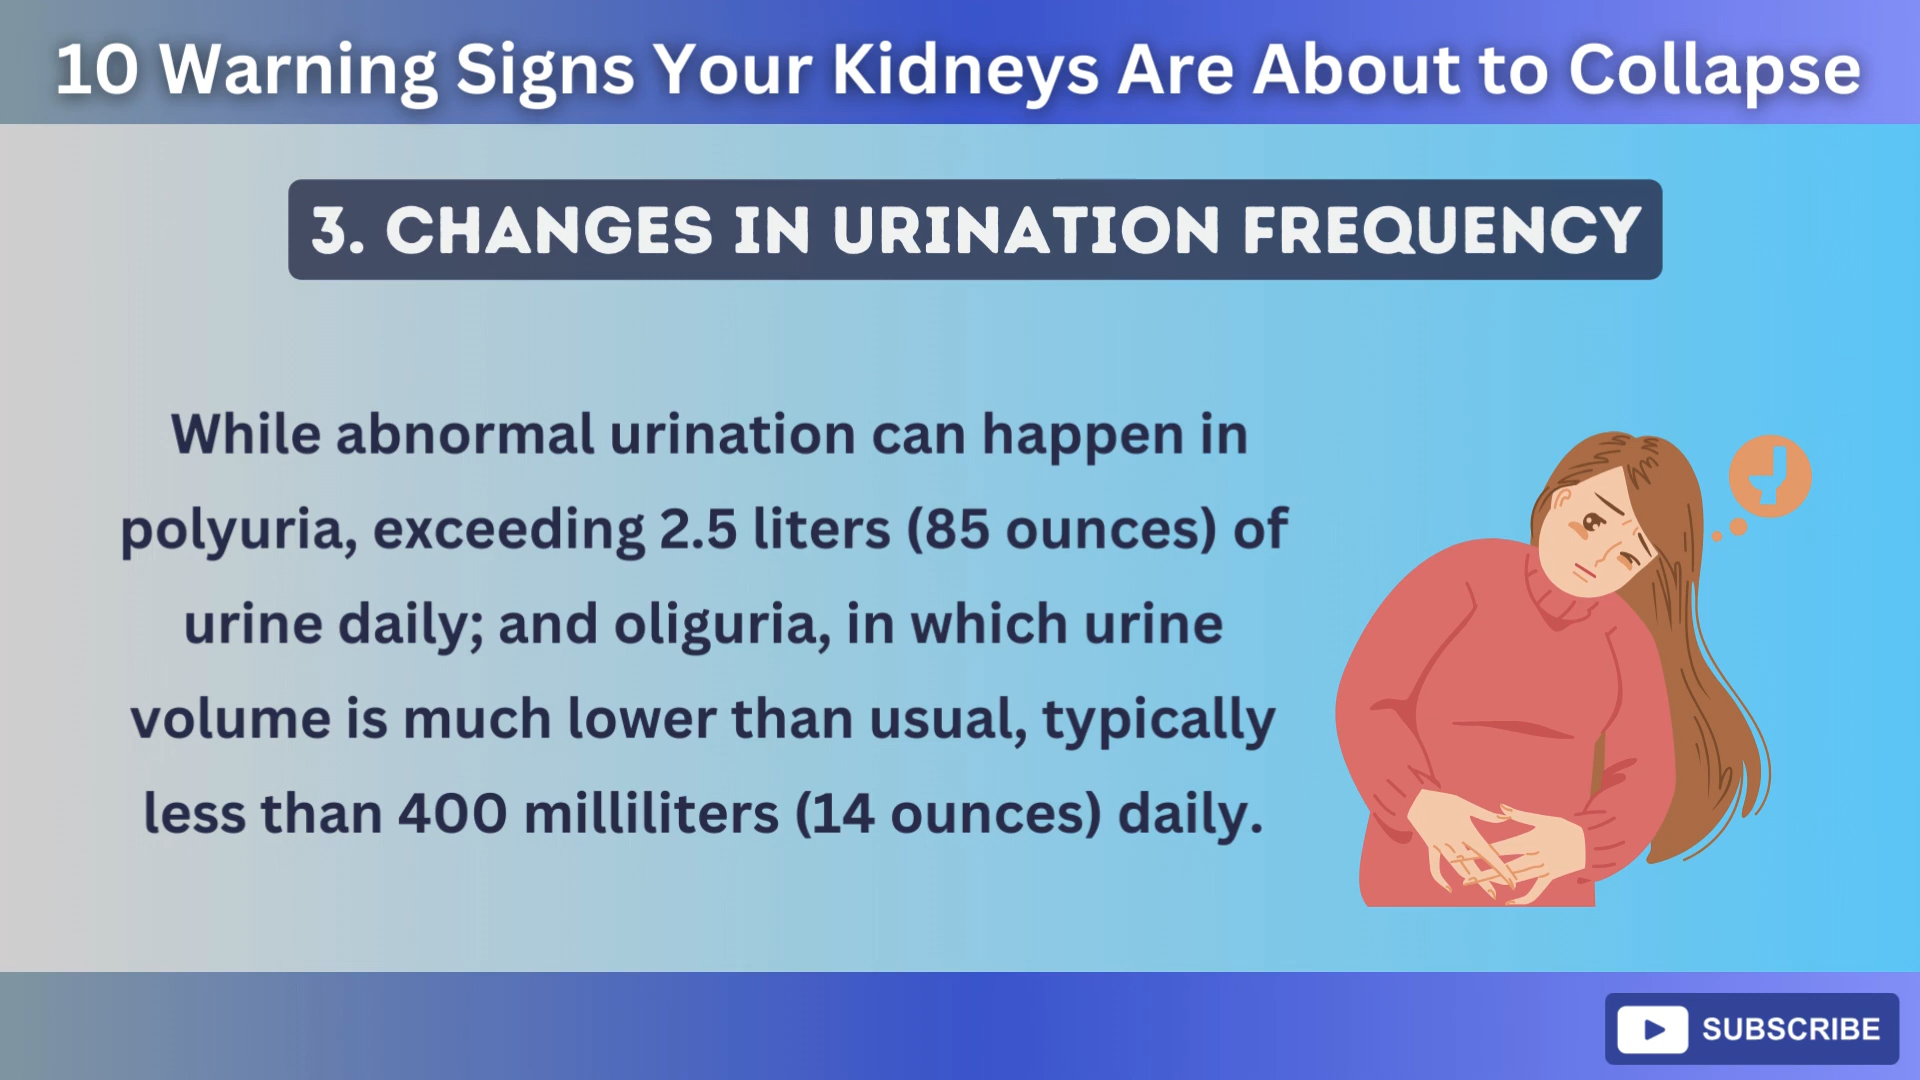 10 Warning Signs Your Kidneys Are About to Collapse
3. CHANGES IN URINATION FREQUENCY
While abnormal urination can happen in
polyuria, exceeding 2.5 liters (85 ounces) of
urine daily; and oliguria, in which urine
volume is much lower than usual, typically
less than 400 milliliters (14 ounces) daily.
SUBSCRIBE